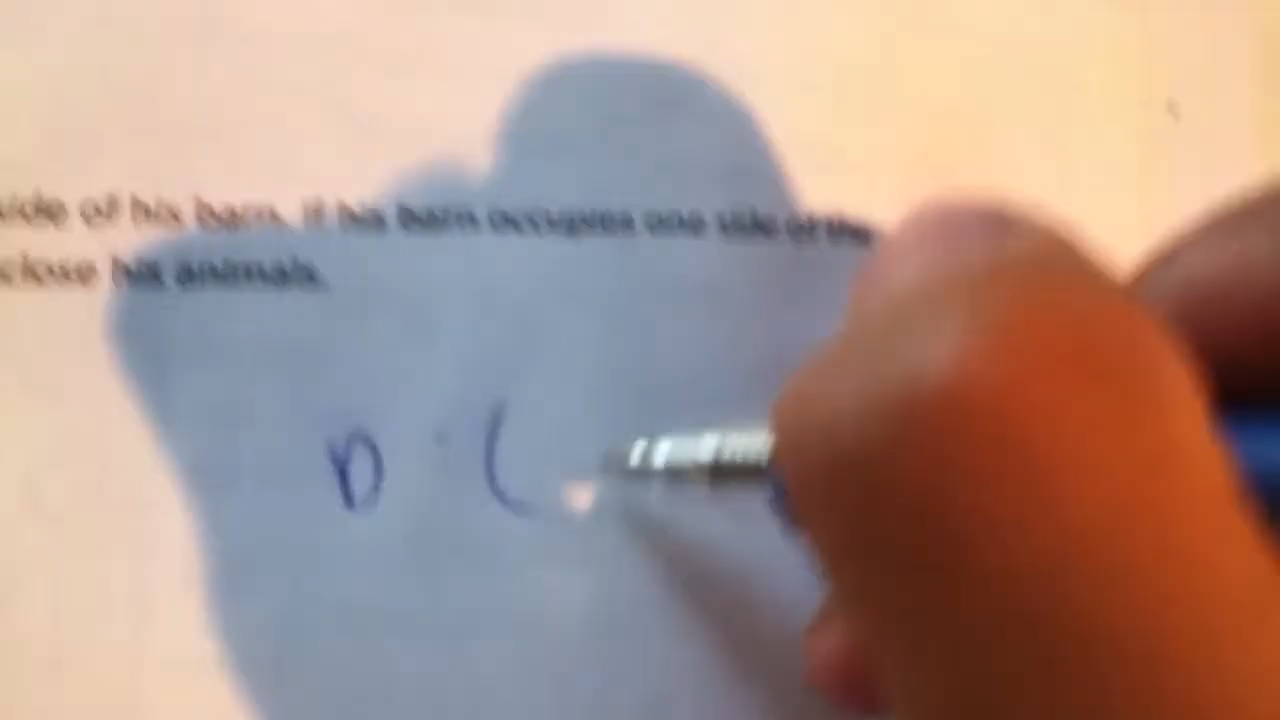 side of his barn. If his barn occupies one side of the
close his animals.
D (